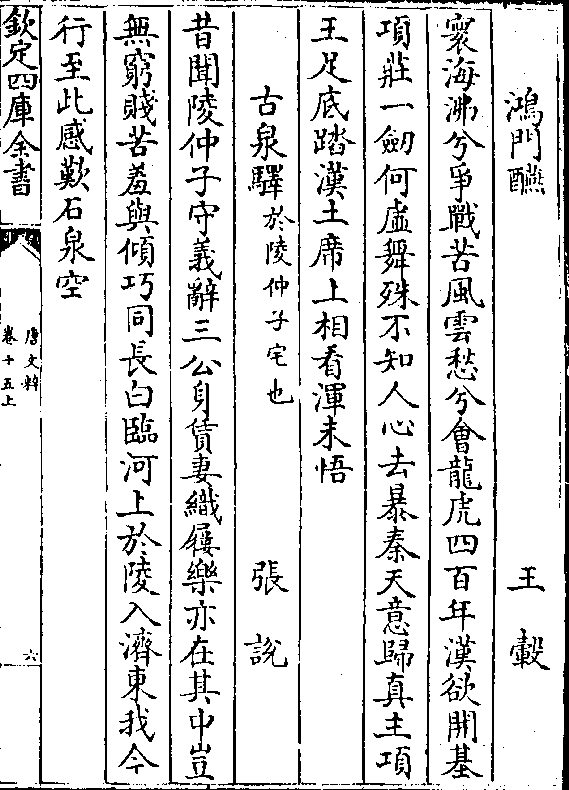 鴻門讌　王轂
寰海沸兮爭戰苦風雲愁兮會龍虎四百年漢欲開基
項莊一劒何虛舞殊不知人心去暴秦天意歸真主項
王足底踏漢土席上相看渾未悟
古泉驛於陵仲子宅也　張說
昔聞陵仲子守義辭三公身賃妻織屨樂亦在其中豈
無窮賤苦羞與傾巧同長白臨河上於陵入濟東我今
行至此感歎石泉空
欽定四庫全書
唐文粹
卷十五上
六